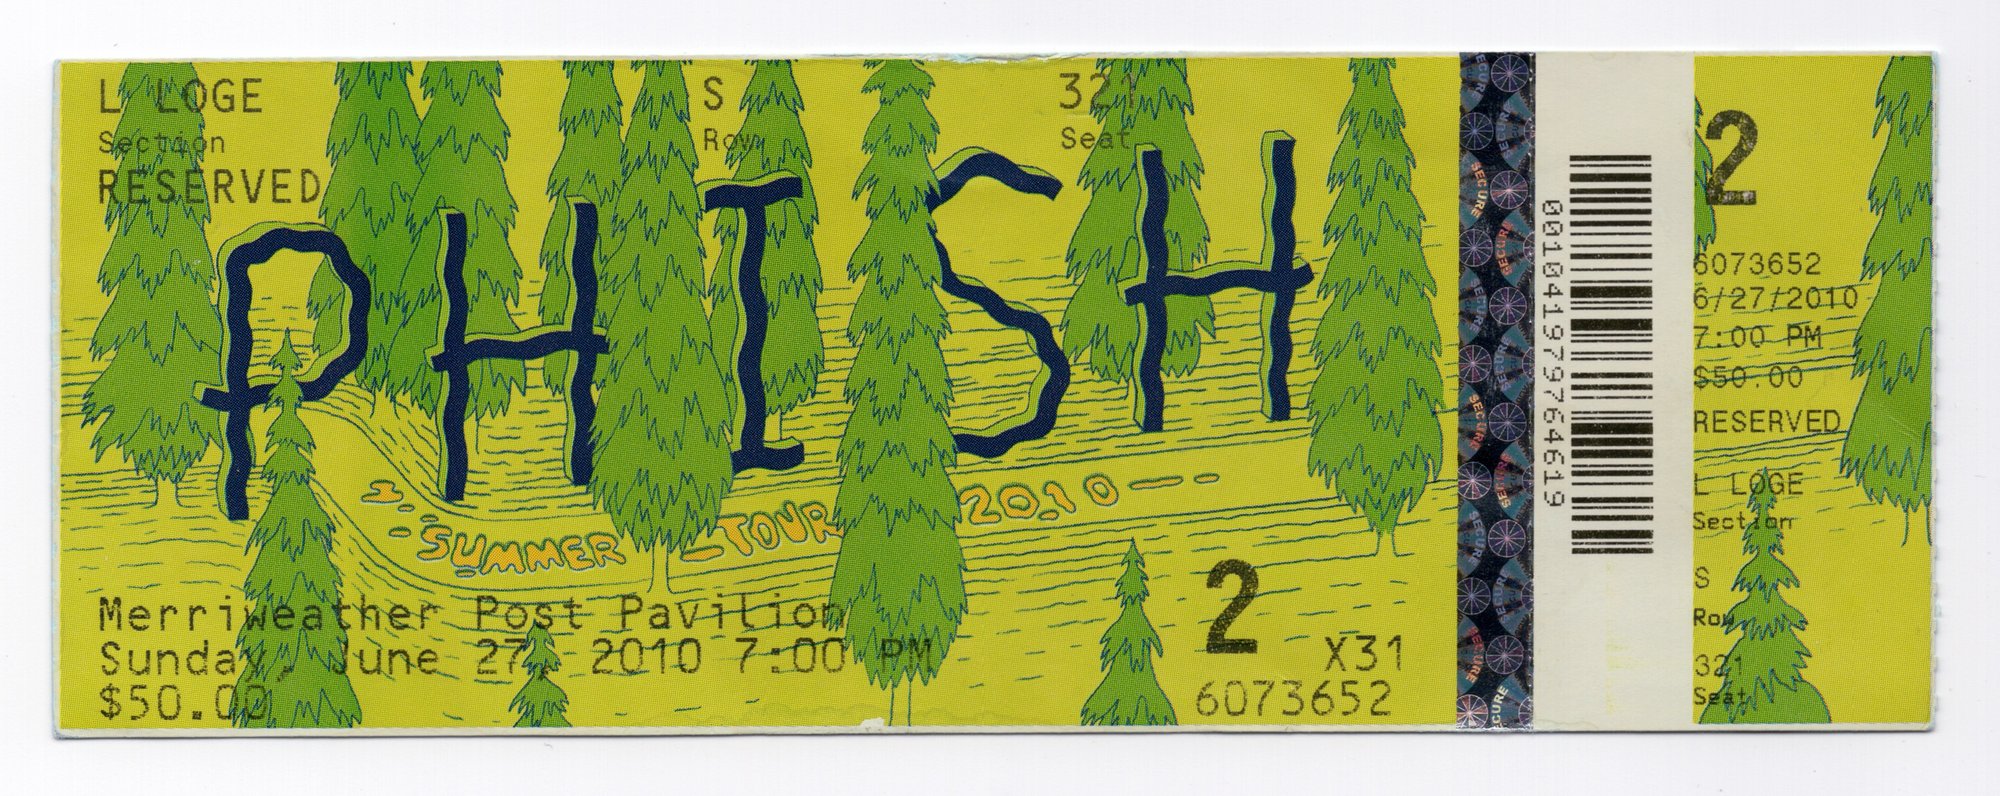 L LOGE S 321
Section Row Seat
RESERVED
PHISH
SUMMER TOUR 2010
Merriweather Post Pavilion
Sunday, June 27, 2010 7:00 PM
$50.00
2
X31
6073652
SECURE
0010419797764619
2
6073652
6/27/2010
7:00 PM
$50.00
RESERVED
L LOGE
Section
S
Row
321
Seat